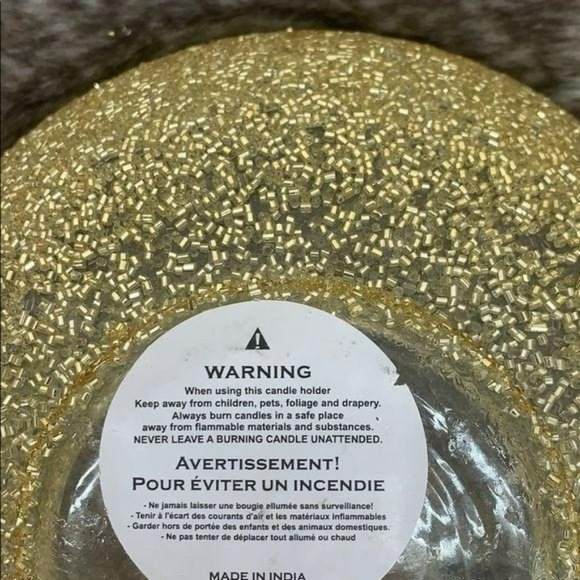 WARNING
When using this candle holder
Keep away from children, pets, foliage and drapery.
Always burn candles in a safe place
away from flammable materials and substances.
NEVER LEAVE A BURNING CANDLE UNATTENDED.
AVERTISSEMENT!
POUR ÉVITER UN INCENDIE
- Ne jamais laisser une bougie allumée sans surveillance!
- Tenir à l'écart des courants d'air et les matériaux inflammables
- Garder hors de portée des enfants et des animaux domestiques.
- Ne pas tenter de déplacer tout allumé ou chaud
MADE IN INDIA